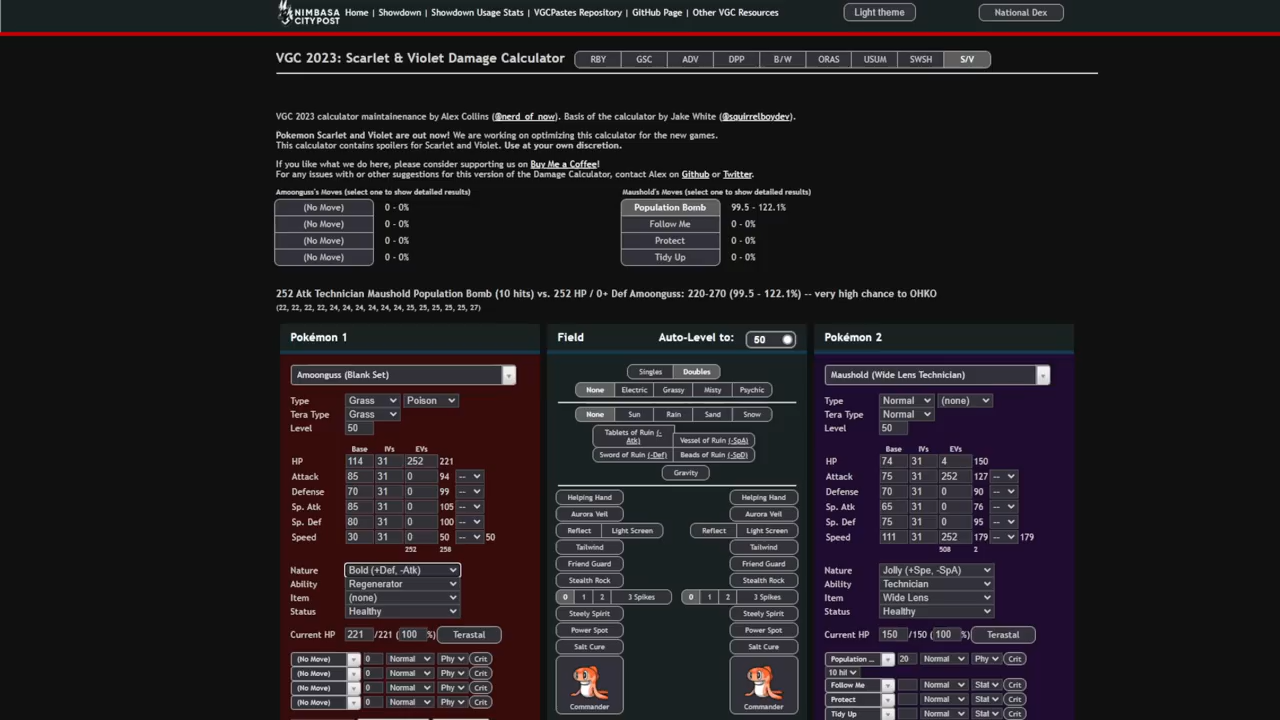 NIMBASA CITYPOST Home | Showdown | Showdown Usage Stats | VGCPastes Repository | GitHub Page | Other VGC Resources Light theme National Dex
VGC 2023: Scarlet & Violet Damage Calculator RBY GSC ADV DPP B/W ORAS USUM SWSH S/V
VGC 2023 calculator maintainenance by Alex Collins (@nerd_of_now). Basis of the calculator by Jake White (@squirrelboydev).
Pokemon Scarlet and Violet are out now! We are working on optimizing this calculator for the new games.
This calculator contains spoilers for Scarlet and Violet. Use at your own discretion.
If you like what we do here, please consider supporting us on Buy Me a Coffee!
For any issues with or other suggestions for this version of the Damage Calculator, contact Alex on Github or Twitter.
Amoonguss's Moves (select one to show detailed results) Maushold's Moves (select one to show detailed results)
(No Move) 0 - 0% Population Bomb 99.5 - 122.1%
(No Move) 0 - 0% Follow Me 0 - 0%
(No Move) 0 - 0% Protect 0 - 0%
(No Move) 0 - 0% Tidy Up 0 - 0%
252 Atk Technician Maushold Population Bomb (10 hits) vs. 252 HP / 0+ Def Amoonguss: 220-270 (99.5 - 122.1%) -- very high chance to OHKO
(22, 22, 22, 22, 24, 24, 24, 24, 24, 24, 25, 25, 25, 25, 25, 27)
Pokémon 1
Amoonguss (Blank Set)
Type Grass Poison
Tera Type Grass
Level 50
Base IVs EVs
HP 114 31 252 221
Attack 85 31 0 94 --
Defense 70 31 0 99 --
Sp. Atk 85 31 0 105 --
Sp. Def 80 31 0 100 --
Speed 30 31 0 50 -- 50
252 258
Nature Bold (+Def, -Atk)
Ability Regenerator
Item (none)
Status Healthy
Current HP 221 /221 (100 %) Terastal
(No Move) 0 Normal Phy Crit
(No Move) 0 Normal Phy Crit
(No Move) 0 Normal Phy Crit
(No Move) 0 Normal Phy Crit
Field Auto-Level to: 50
Singles Doubles
None Electric Grassy Misty Psychic
None Sun Rain Sand Snow
Tablets of Ruin (-Atk) Vessel of Ruin (-SpA)
Sword of Ruin (-Def) Beads of Ruin (-SpD)
Gravity
Helping Hand Helping Hand
Aurora Veil Aurora Veil
Reflect Light Screen Reflect Light Screen
Tailwind Tailwind
Friend Guard Friend Guard
Stealth Rock Stealth Rock
0 1 2 3 Spikes 0 1 2 3 Spikes
Steely Spirit Steely Spirit
Power Spot Power Spot
Salt Cure Salt Cure
Commander Commander
Pokémon 2
Maushold (Wide Lens Technician)
Type Normal (none)
Tera Type Normal
Level 50
Base IVs EVs
HP 74 31 4 150
Attack 75 31 252 127 --
Defense 70 31 0 90 --
Sp. Atk 65 31 0 76 --
Sp. Def 75 31 0 95 --
Speed 111 31 252 179 -- 179
508 2
Nature Jolly (+Spe, -SpA)
Ability Technician
Item Wide Lens
Status Healthy
Current HP 150 /150 (100 %) Terastal
Population ... 20 Normal Phy Crit
10 hit
Follow Me Normal Stat Crit
Protect Normal Stat Crit
Tidy Up Normal Stat Crit